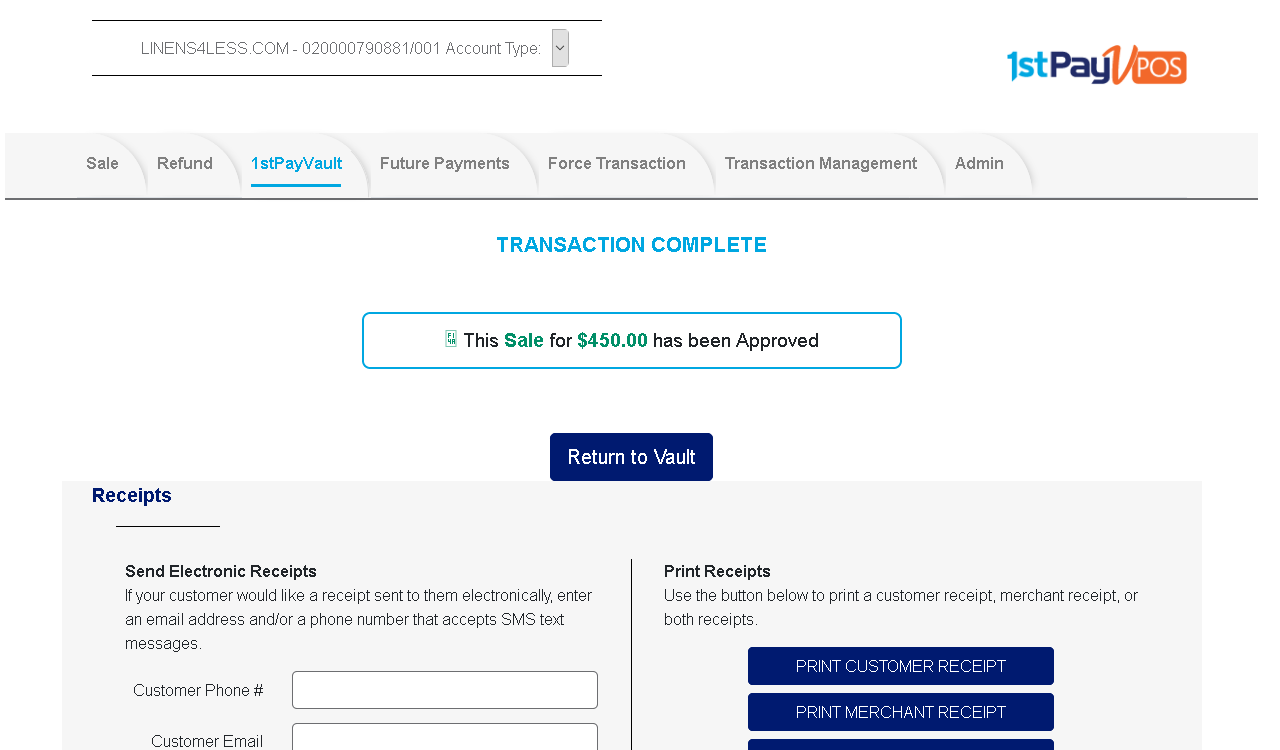 LINENS4LESS.COM - 020000790881/001 Account Type:
1stPayVPOS
Sale Refund 1stPayVault Future Payments Force Transaction Transaction Management Admin
TRANSACTION COMPLETE
This Sale for $450.00 has been Approved
Return to Vault
Receipts
Send Electronic Receipts
If your customer would like a receipt sent to them electronically, enter
an email address and/or a phone number that accepts SMS text
messages.
Customer Phone #
Customer Email
Print Receipts
Use the button below to print a customer receipt, merchant receipt, or
both receipts.
PRINT CUSTOMER RECEIPT
PRINT MERCHANT RECEIPT